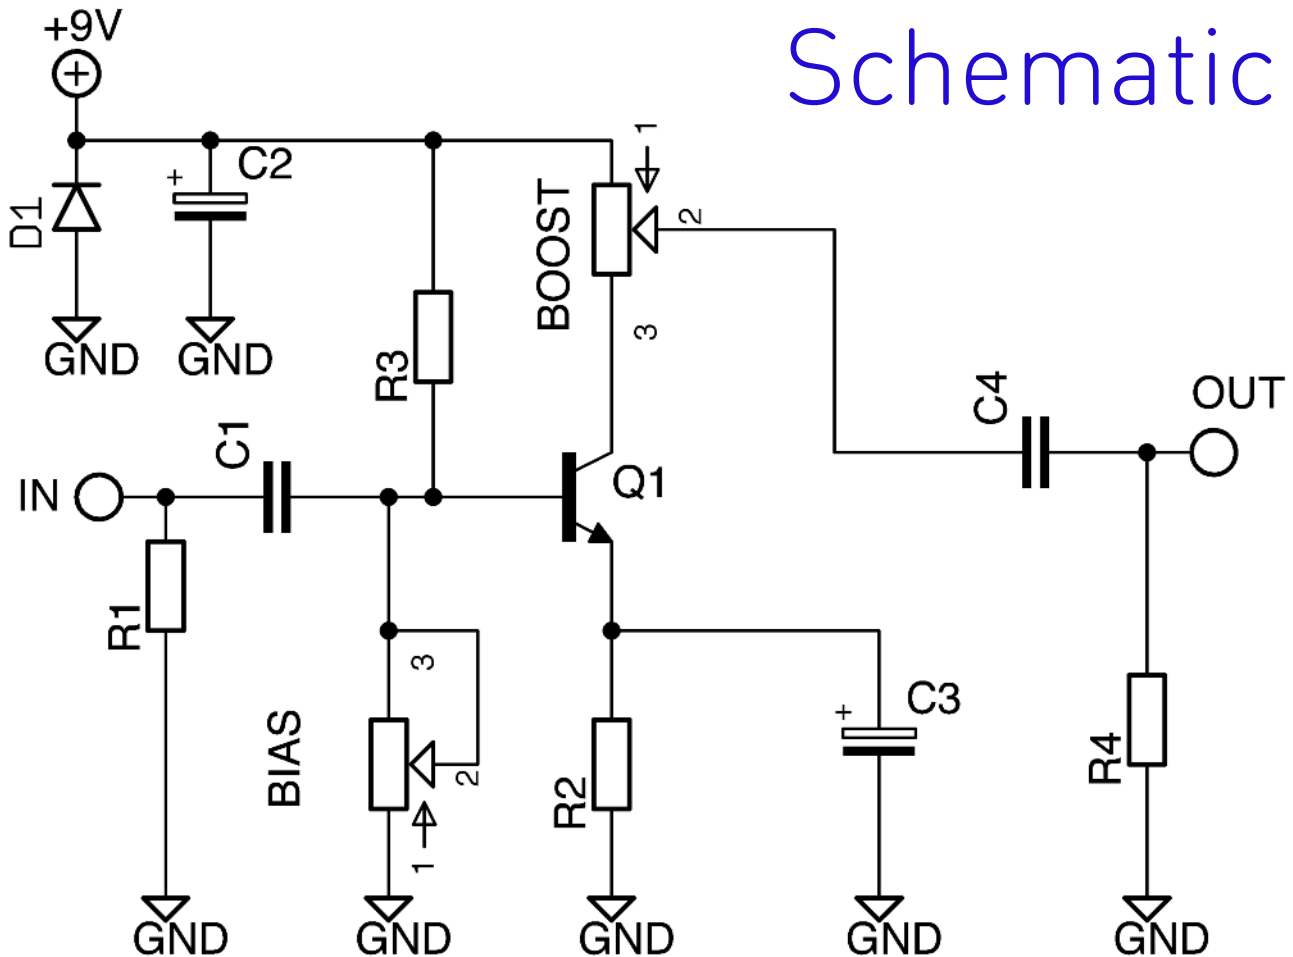 Schematic
+9V
+
D1
GND
+
C2
GND
R3
BOOST
1
2
3
IN
C1
R1
GND
BIAS
3
2
1
GND
Q1
R2
GND
+
C3
GND
C4
OUT
R4
GND